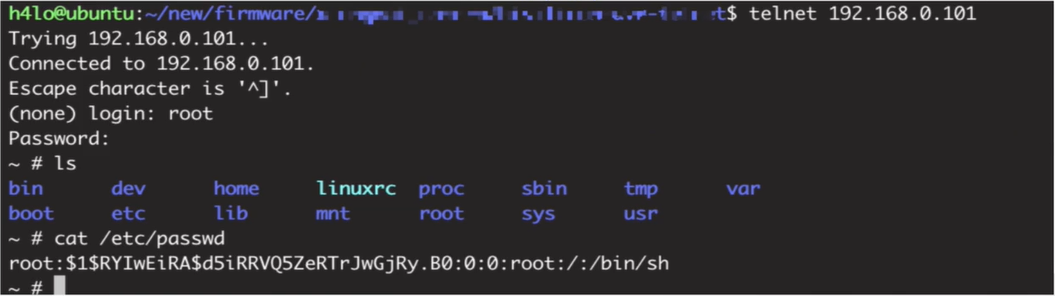 h4lo@ubuntu:~/new/firmware/ $ telnet 192.168.0.101
Trying 192.168.0.101...
Connected to 192.168.0.101.
Escape character is '^]'.
(none) login: root
Password:
~ # ls
bin dev home linuxrc proc sbin tmp var
boot etc lib mnt root sys usr
~ # cat /etc/passwd
root:$1$RYIwEiRA$d5iRRVQ5ZeRTrJwGjRy.B0:0:0:root:/:/bin/sh
~ #